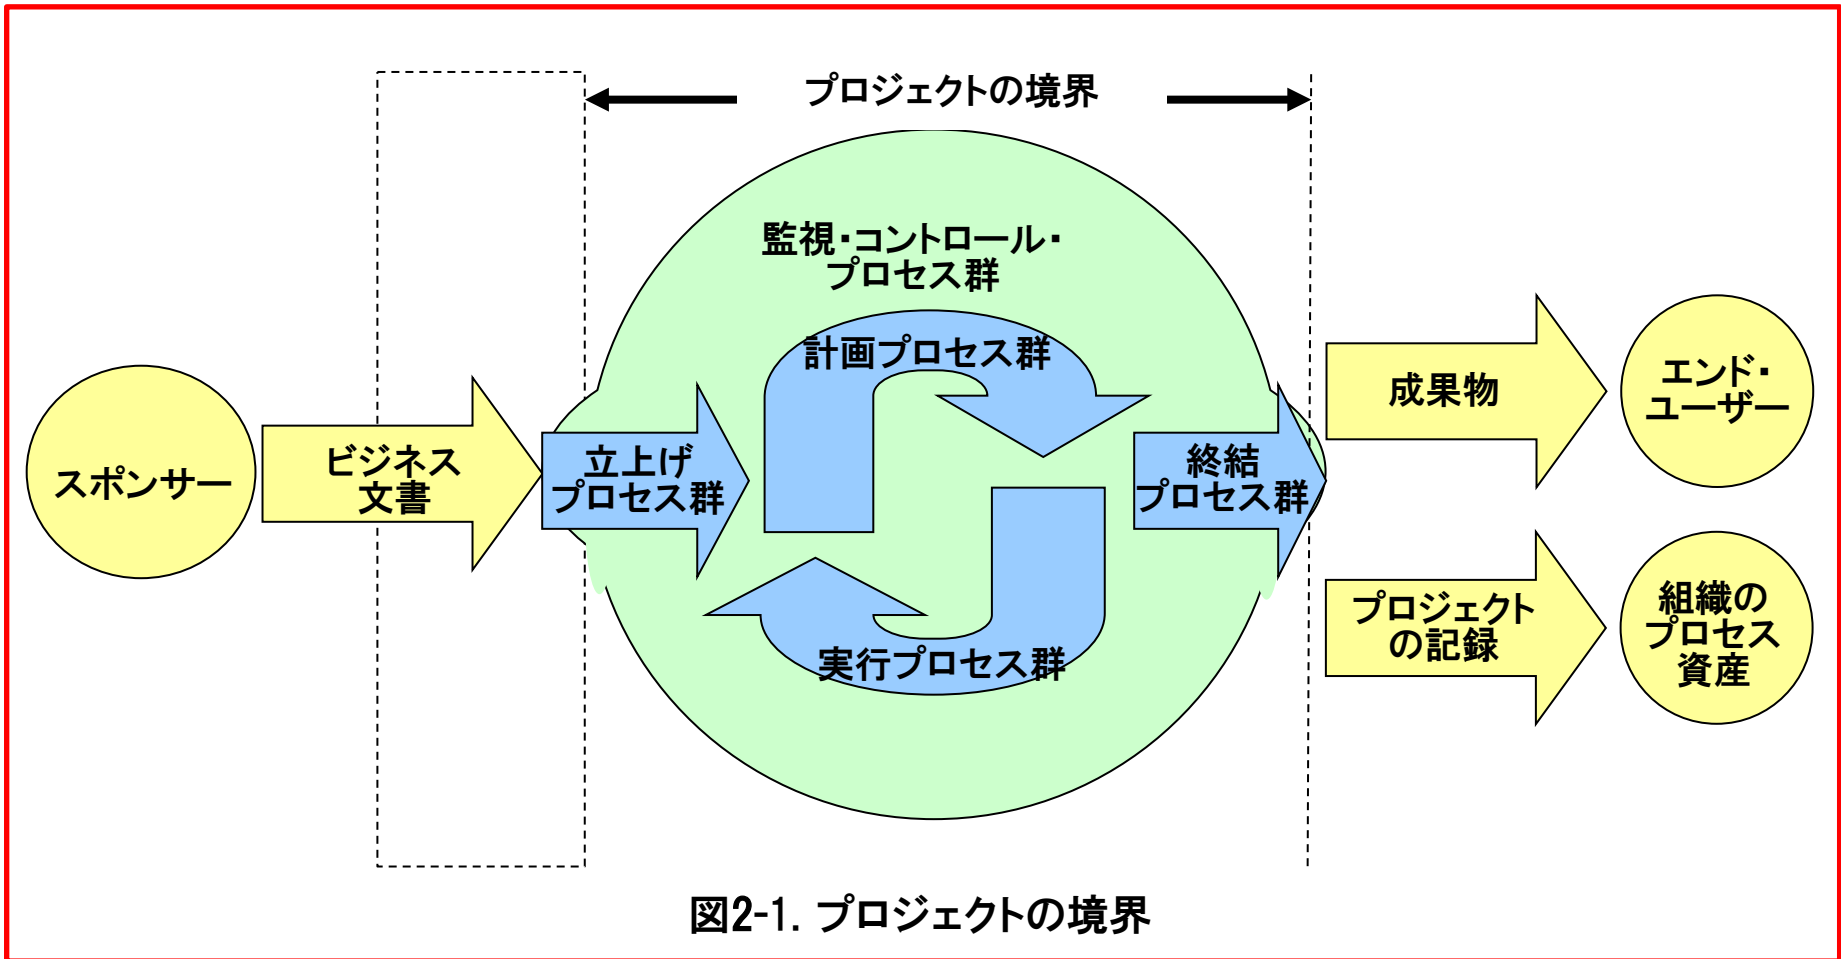 プロジェクトの境界
監視・コントロール・
プロセス群
計画プロセス群
スポンサー
ビジネス
文書
立上げ
プロセス群
終結
プロセス群
実行プロセス群
成果物
エンド・
ユーザー
プロジェクト
の記録
組織の
プロセス
資産
図2-1. プロジェクトの境界